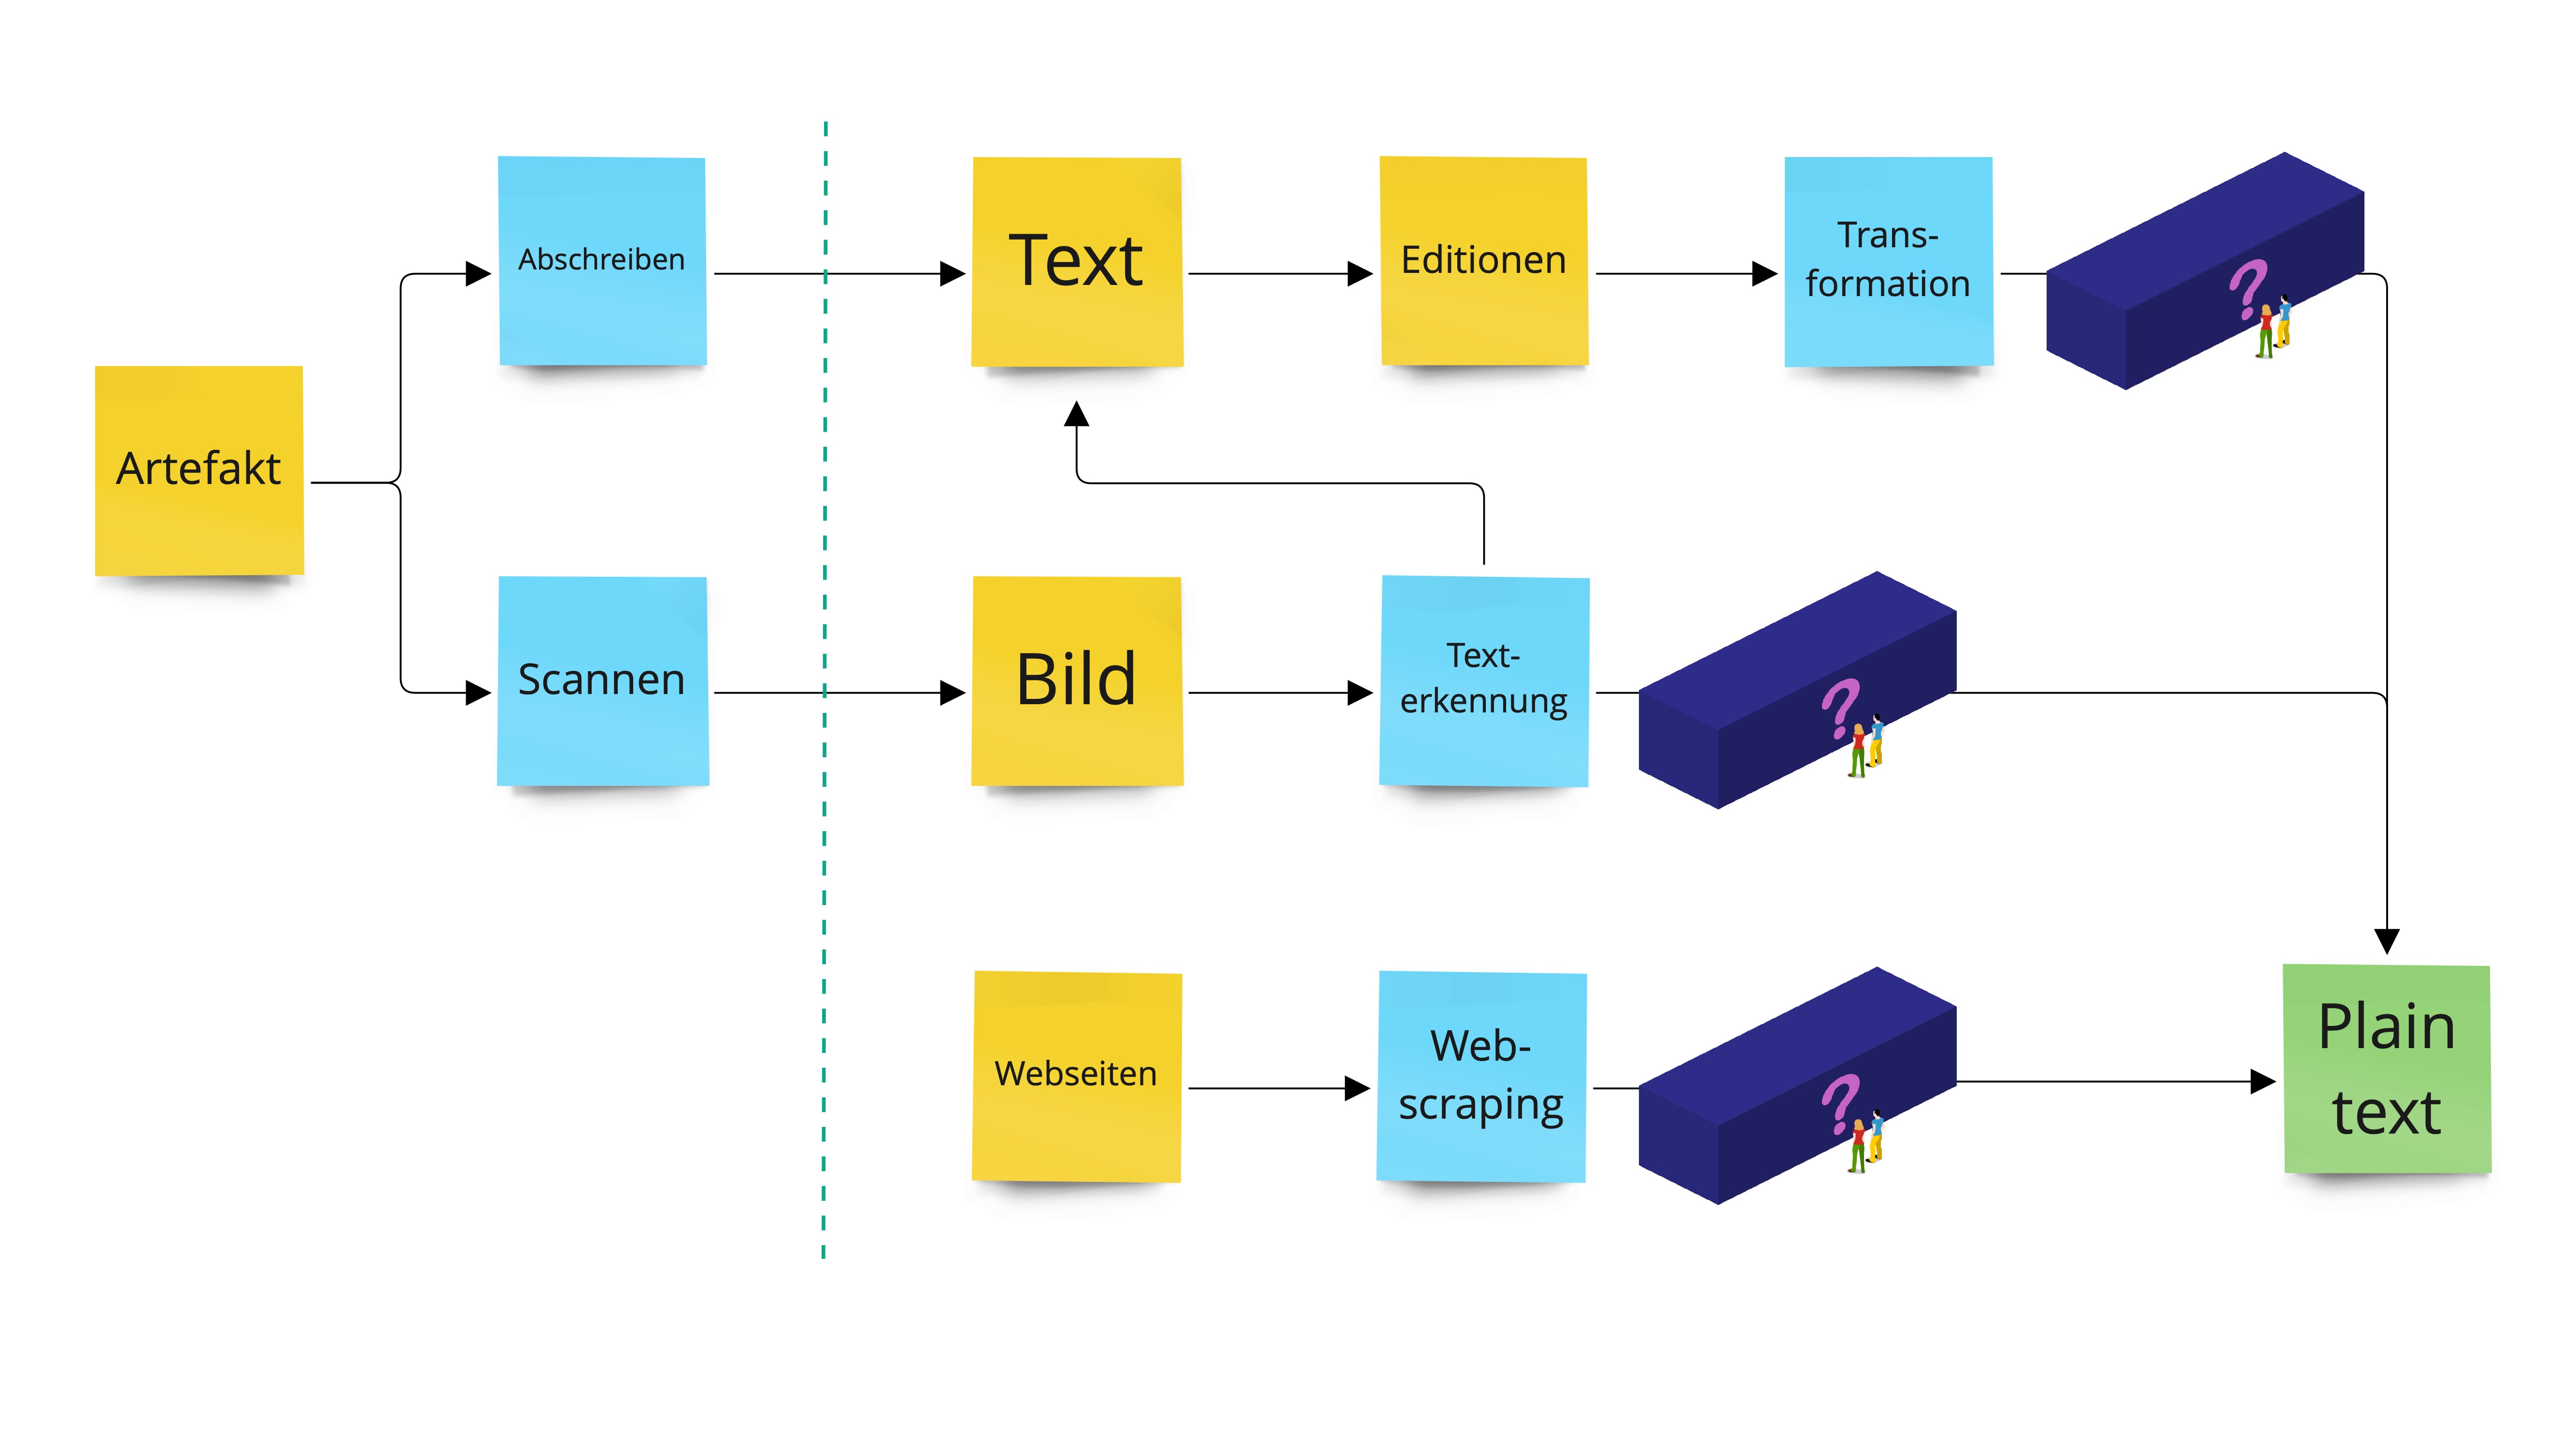 Abschreiben
Text
Editionen
Trans-
formation
?
Artefakt
Scannen
Bild
Text-
erkennung
?
Webseiten
Web-
scraping
?
Plain
text